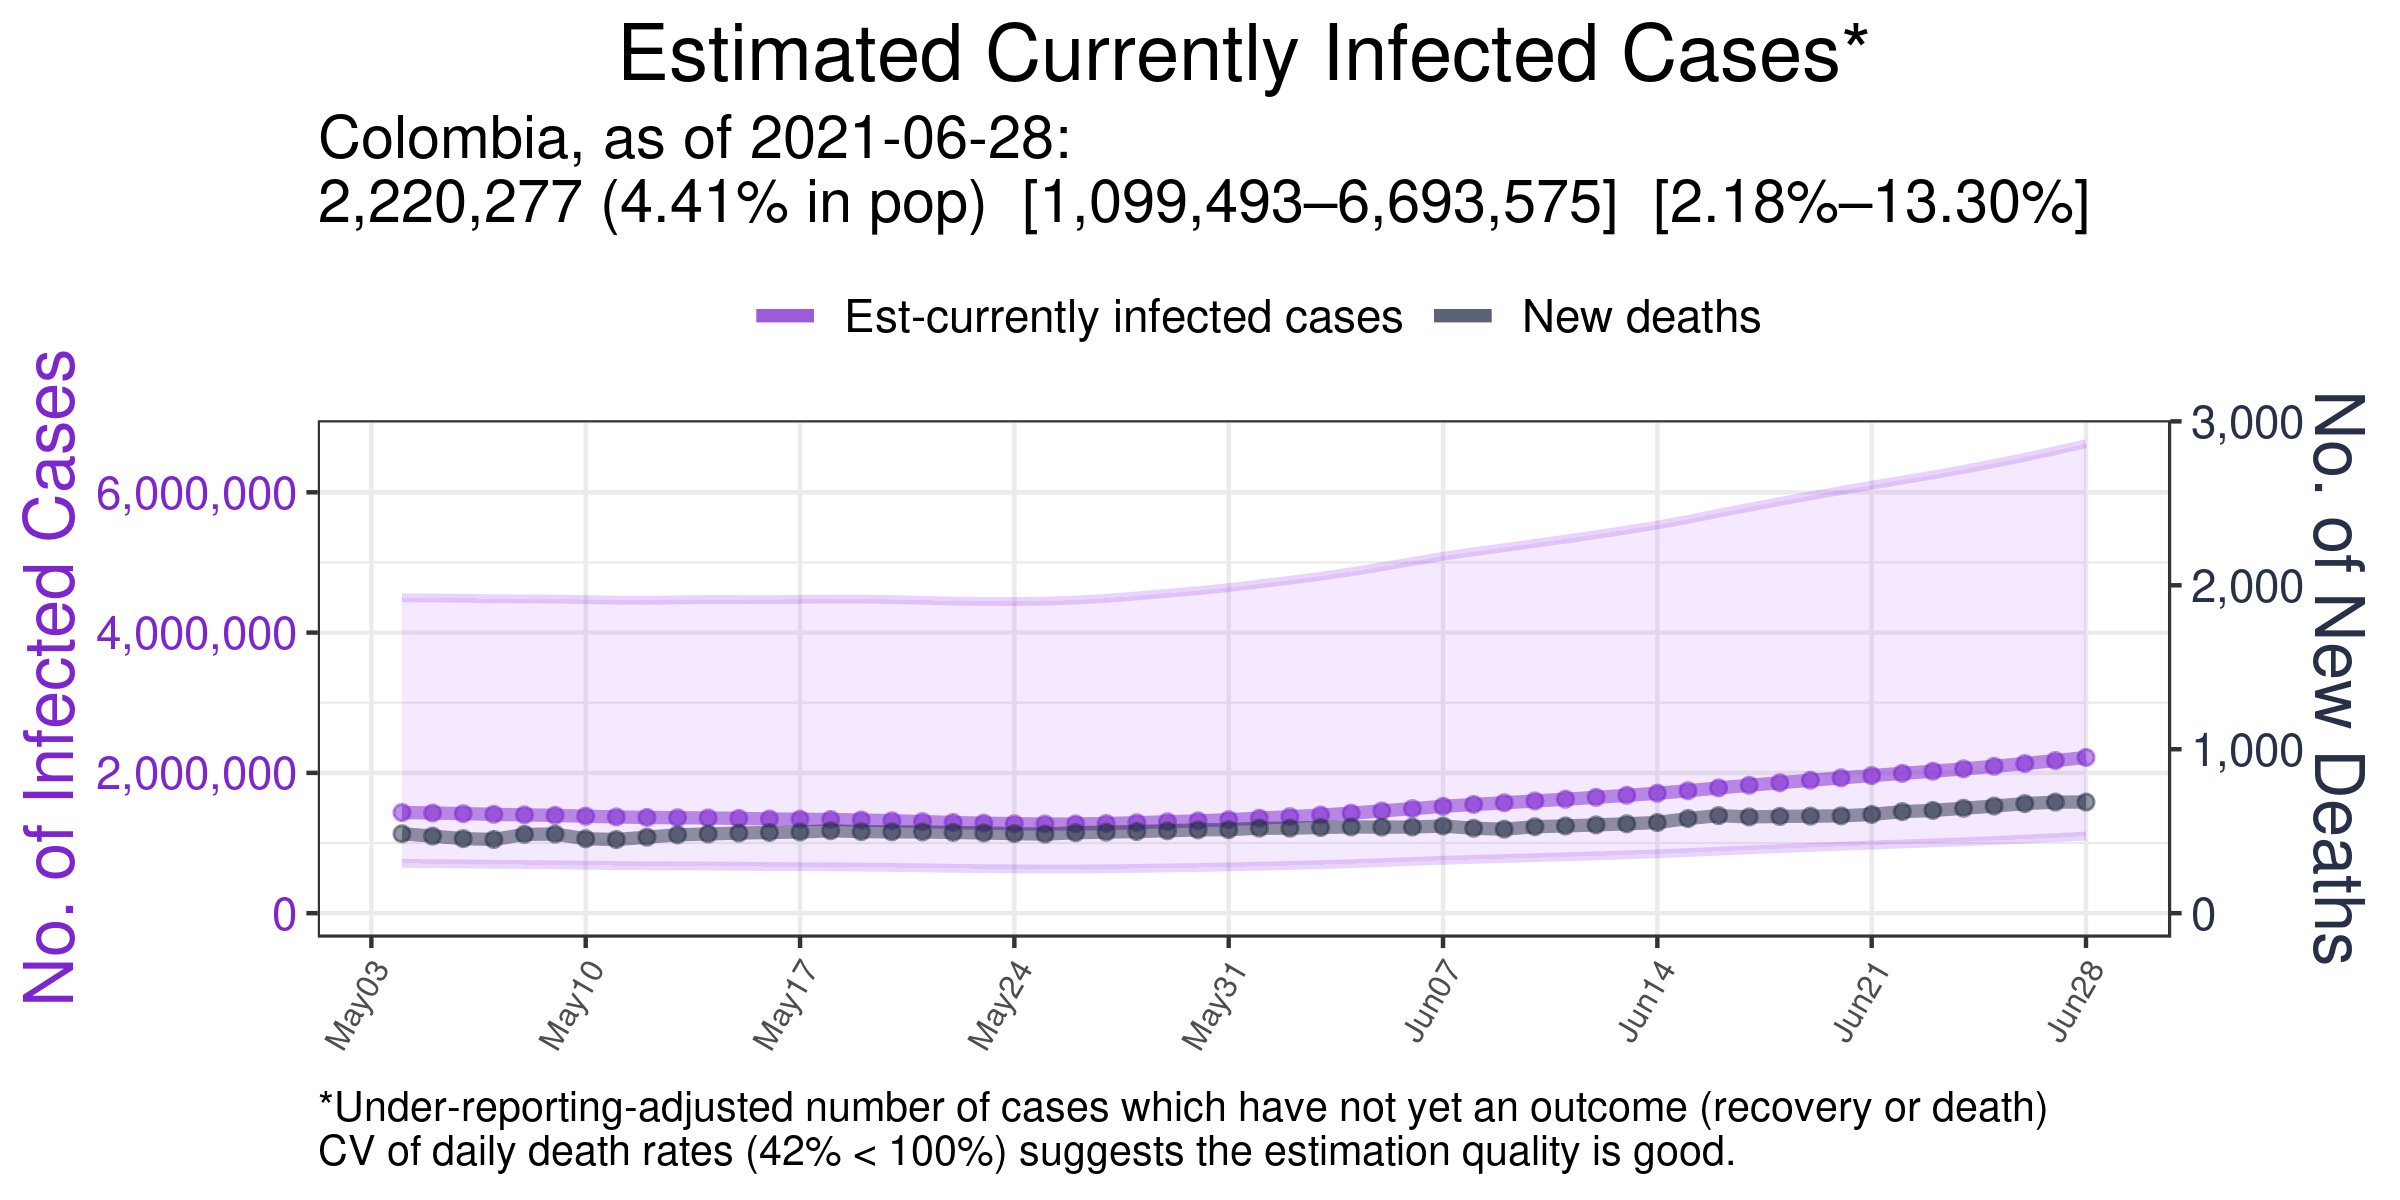 Estimated Currently Infected Cases*
Colombia, as of 2021-06-28:
2,220,277 (4.41% in pop)  [1,099,493–6,693,575]  [2.18%–13.30%]
Est-currently infected cases
New deaths
No. of Infected Cases
6,000,000
4,000,000
2,000,000
0
3,000
2,000
1,000
0
No. of New Deaths
May03
May10
May17
May24
May31
Jun07
Jun14
Jun21
Jun28
*Under-reporting-adjusted number of cases which have not yet an outcome (recovery or death)
CV of daily death rates (42% < 100%) suggests the estimation quality is good.